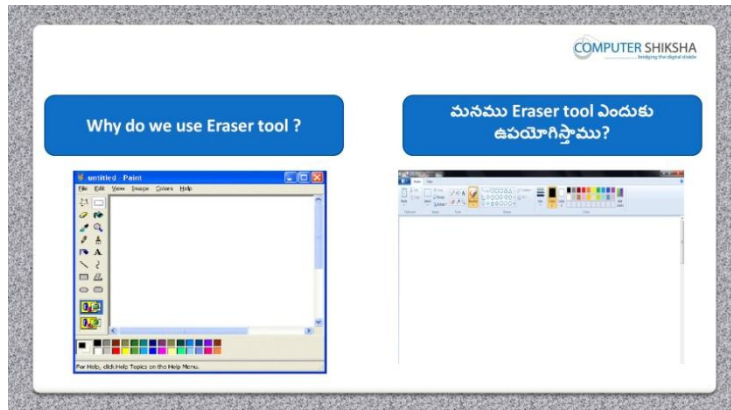 COMPUTER SHIKSHA
bridging the digital divide
Why do we use Eraser tool ?
మనము Eraser tool ఎందుకు
ఉపయోగిస్తాము?
untitled - Paint
File Edit View Image Colors Help
For Help, click Help Topics on the Help Menu.